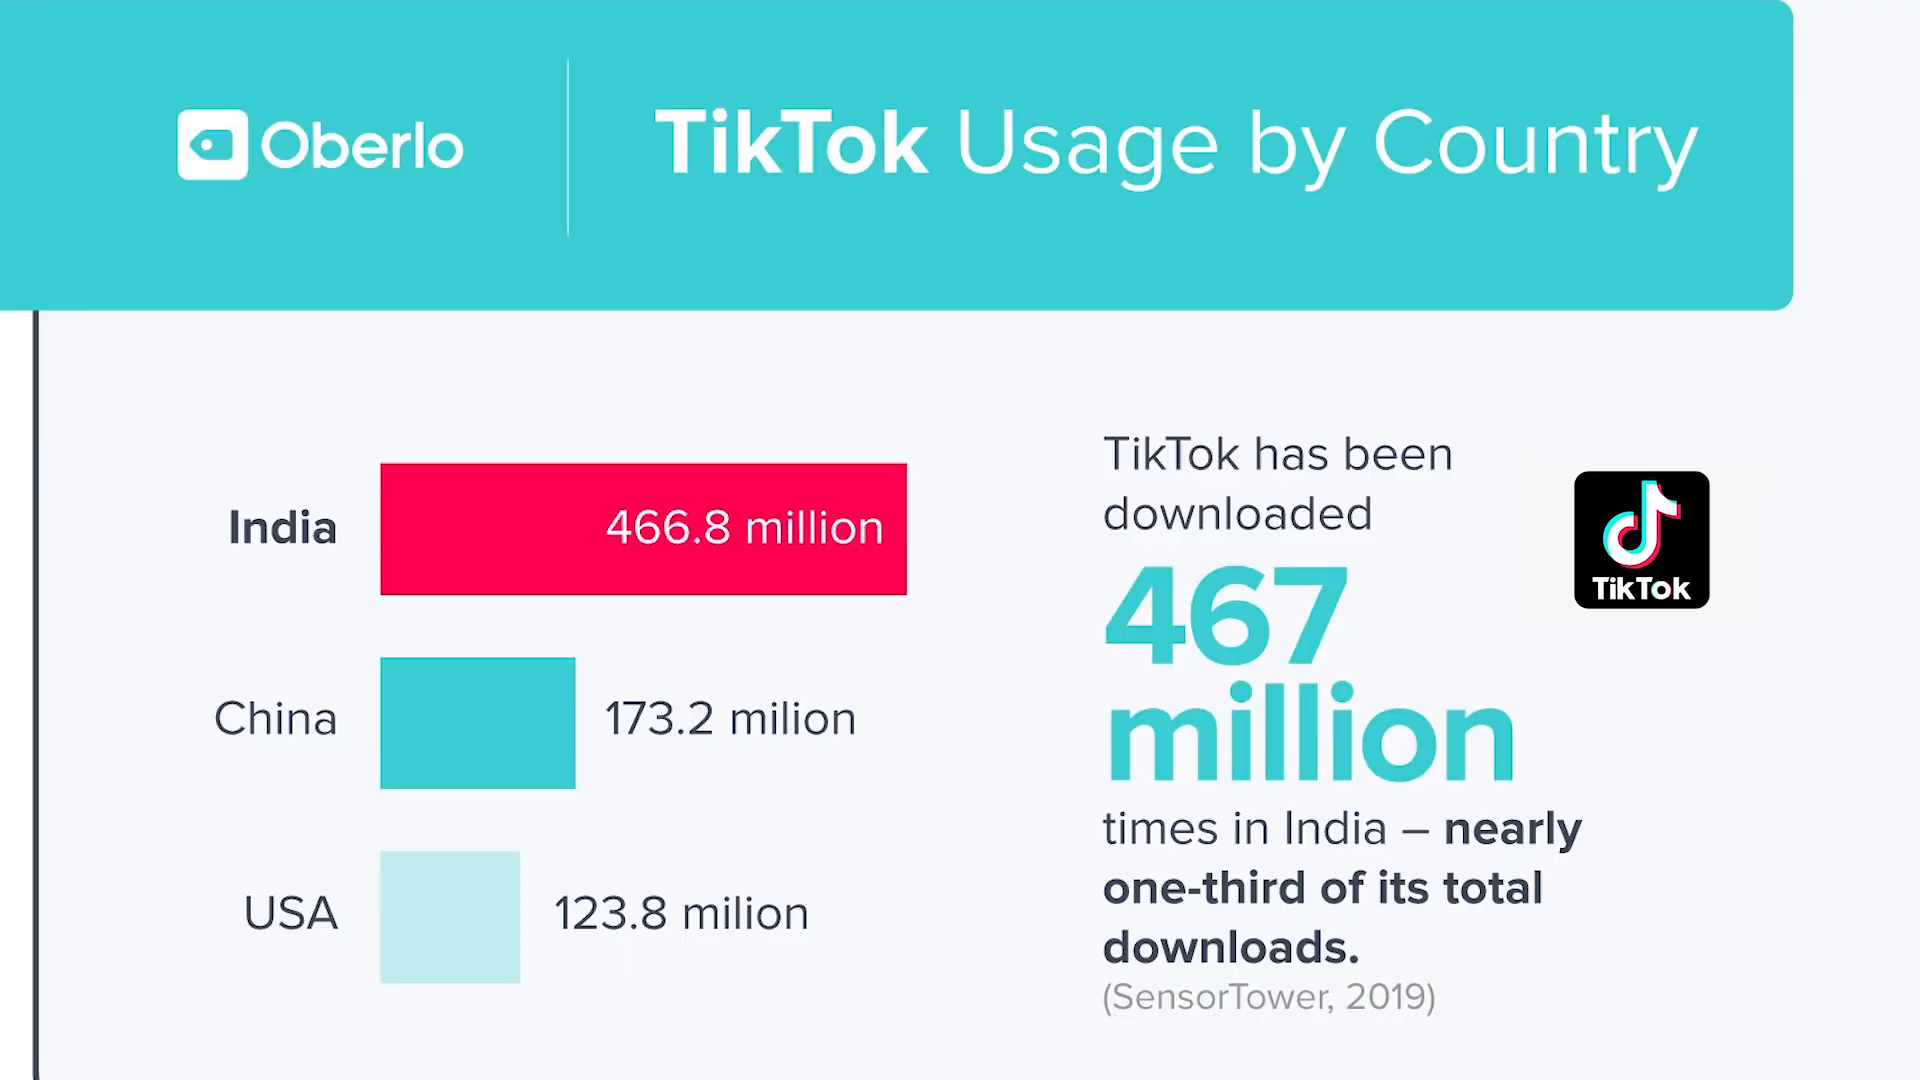 Oberlo
TikTok Usage by Country
India
466.8 million
China
173.2 milion
USA
123.8 milion
TikTok has been
downloaded
467
million
times in India – nearly
one-third of its total
downloads.
(SensorTower, 2019)
TikTok